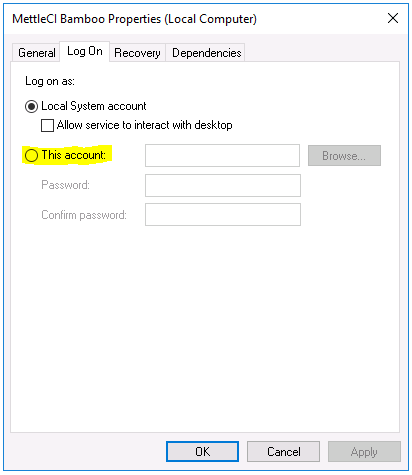 MettleCI Bamboo Properties (Local Computer)
General Log On Recovery Dependencies
Log on as:
Local System account
Allow service to interact with desktop
This account:
Browse...
Password:
Confirm password:
OK Cancel Apply